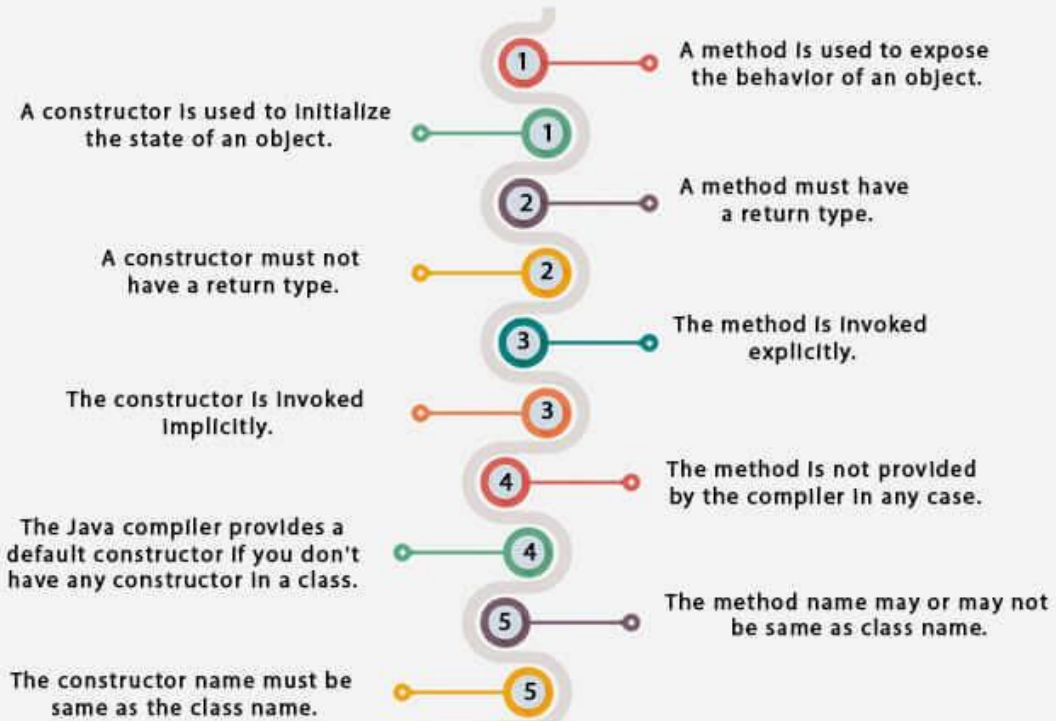 1
A method is used to expose
the behavior of an object.
A constructor is used to initialize
the state of an object.
1
2
A method must have
a return type.
A constructor must not
have a return type.
2
3
The method is invoked
explicitly.
The constructor is invoked
implicitly.
3
4
The method is not provided
by the compiler in any case.
The Java compiler provides a
default constructor if you don't
have any constructor in a class.
4
5
The method name may or may not
be same as class name.
The constructor name must be
same as the class name.
5